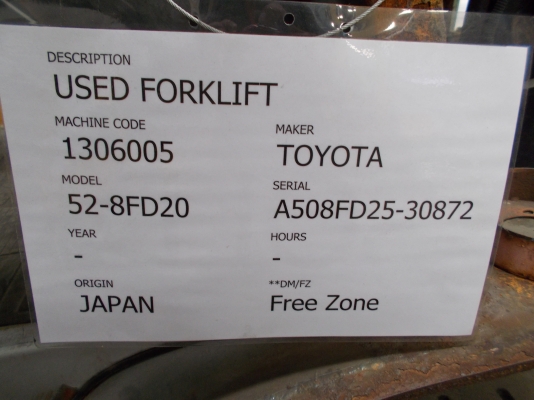 DESCRIPTION
USED FORKLIFT
MACHINE CODE
1306005
MAKER
TOYOTA
MODEL
52-8FD20
SERIAL
A508FD25-30872
YEAR
-
HOURS
-
ORIGIN
JAPAN
**DM/FZ
Free Zone